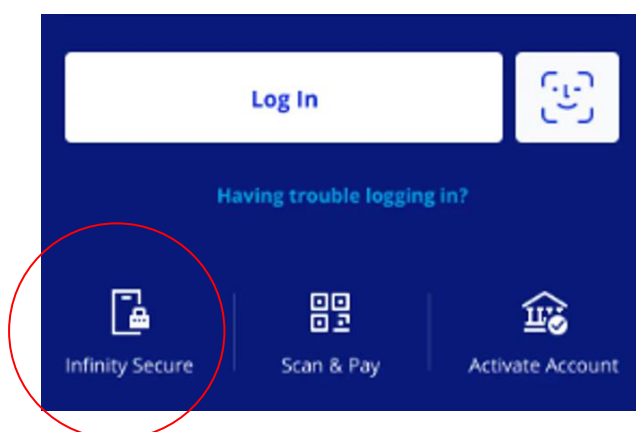 Log In
Having trouble logging in?
Infinity Secure
Scan & Pay
Activate Account